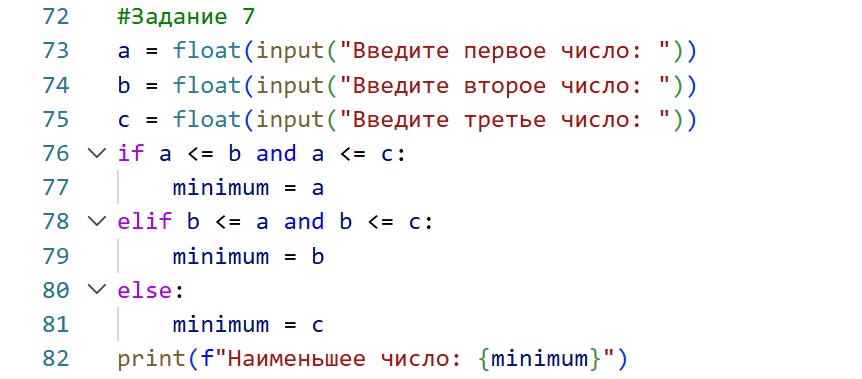 72 #Задание 7
73 a = float(input("Введите первое число: "))
74 b = float(input("Введите второе число: "))
75 c = float(input("Введите третье число: "))
76 if a <= b and a <= c:
77     minimum = a
78 elif b <= a and b <= c:
79     minimum = b
80 else:
81     minimum = c
82 print(f"Наименьшее число: {minimum}")